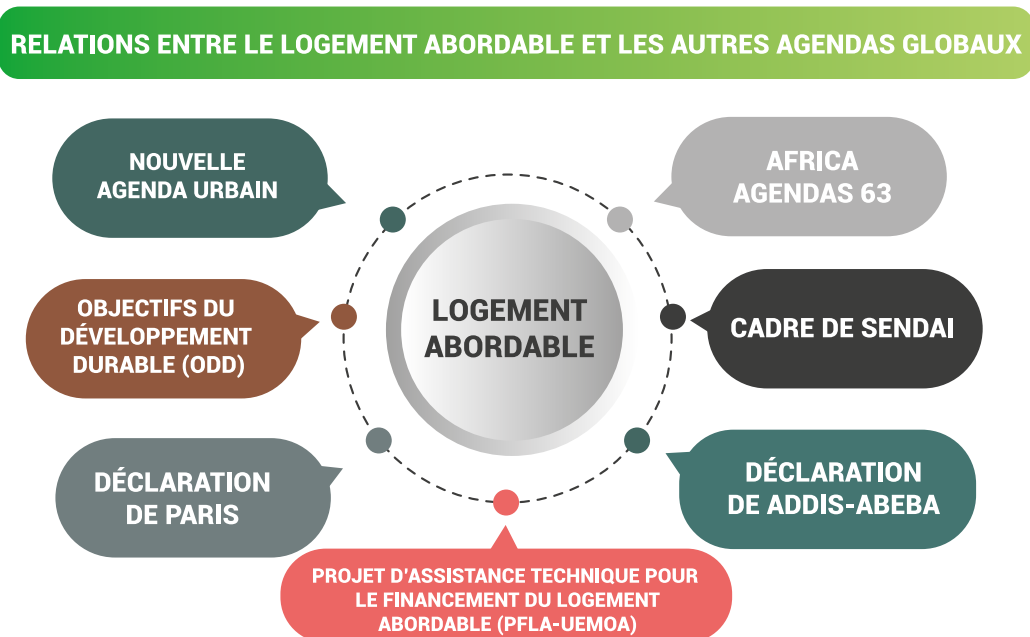 RELATIONS ENTRE LE LOGEMENT ABORDABLE ET LES AUTRES AGENDAS GLOBAUX
NOUVELLE
AGENDA URBAIN
AFRICA
AGENDAS 63
OBJECTIFS DU
DÉVELOPPEMENT
DURABLE (ODD)
LOGEMENT
ABORDABLE
CADRE DE SENDAI
DÉCLARATION
DE PARIS
DÉCLARATION
DE ADDIS-ABEBA
PROJET D'ASSISTANCE TECHNIQUE POUR
LE FINANCEMENT DU LOGEMENT
ABORDABLE (PFLA-UEMOA)